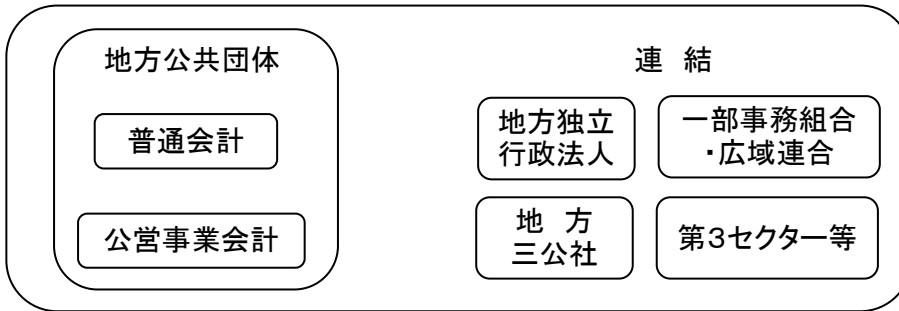 地方公共団体
普通会計
公営事業会計
連 結
地方独立
行政法人
一部事務組合
・広域連合
地 方
三公社
第3セクター等